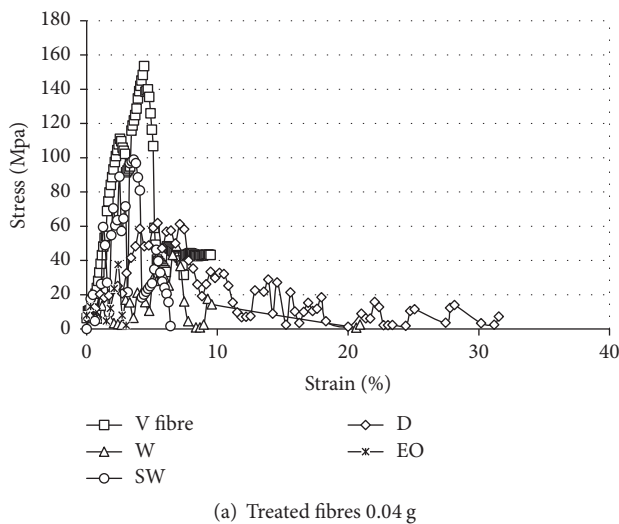 180
160
140
120
100
80
60
40
20
0
Stress (Mpa)
0 10 20 30 40
Strain (%)
V fibre D
W EO
SW
(a) Treated fibres 0.04 g